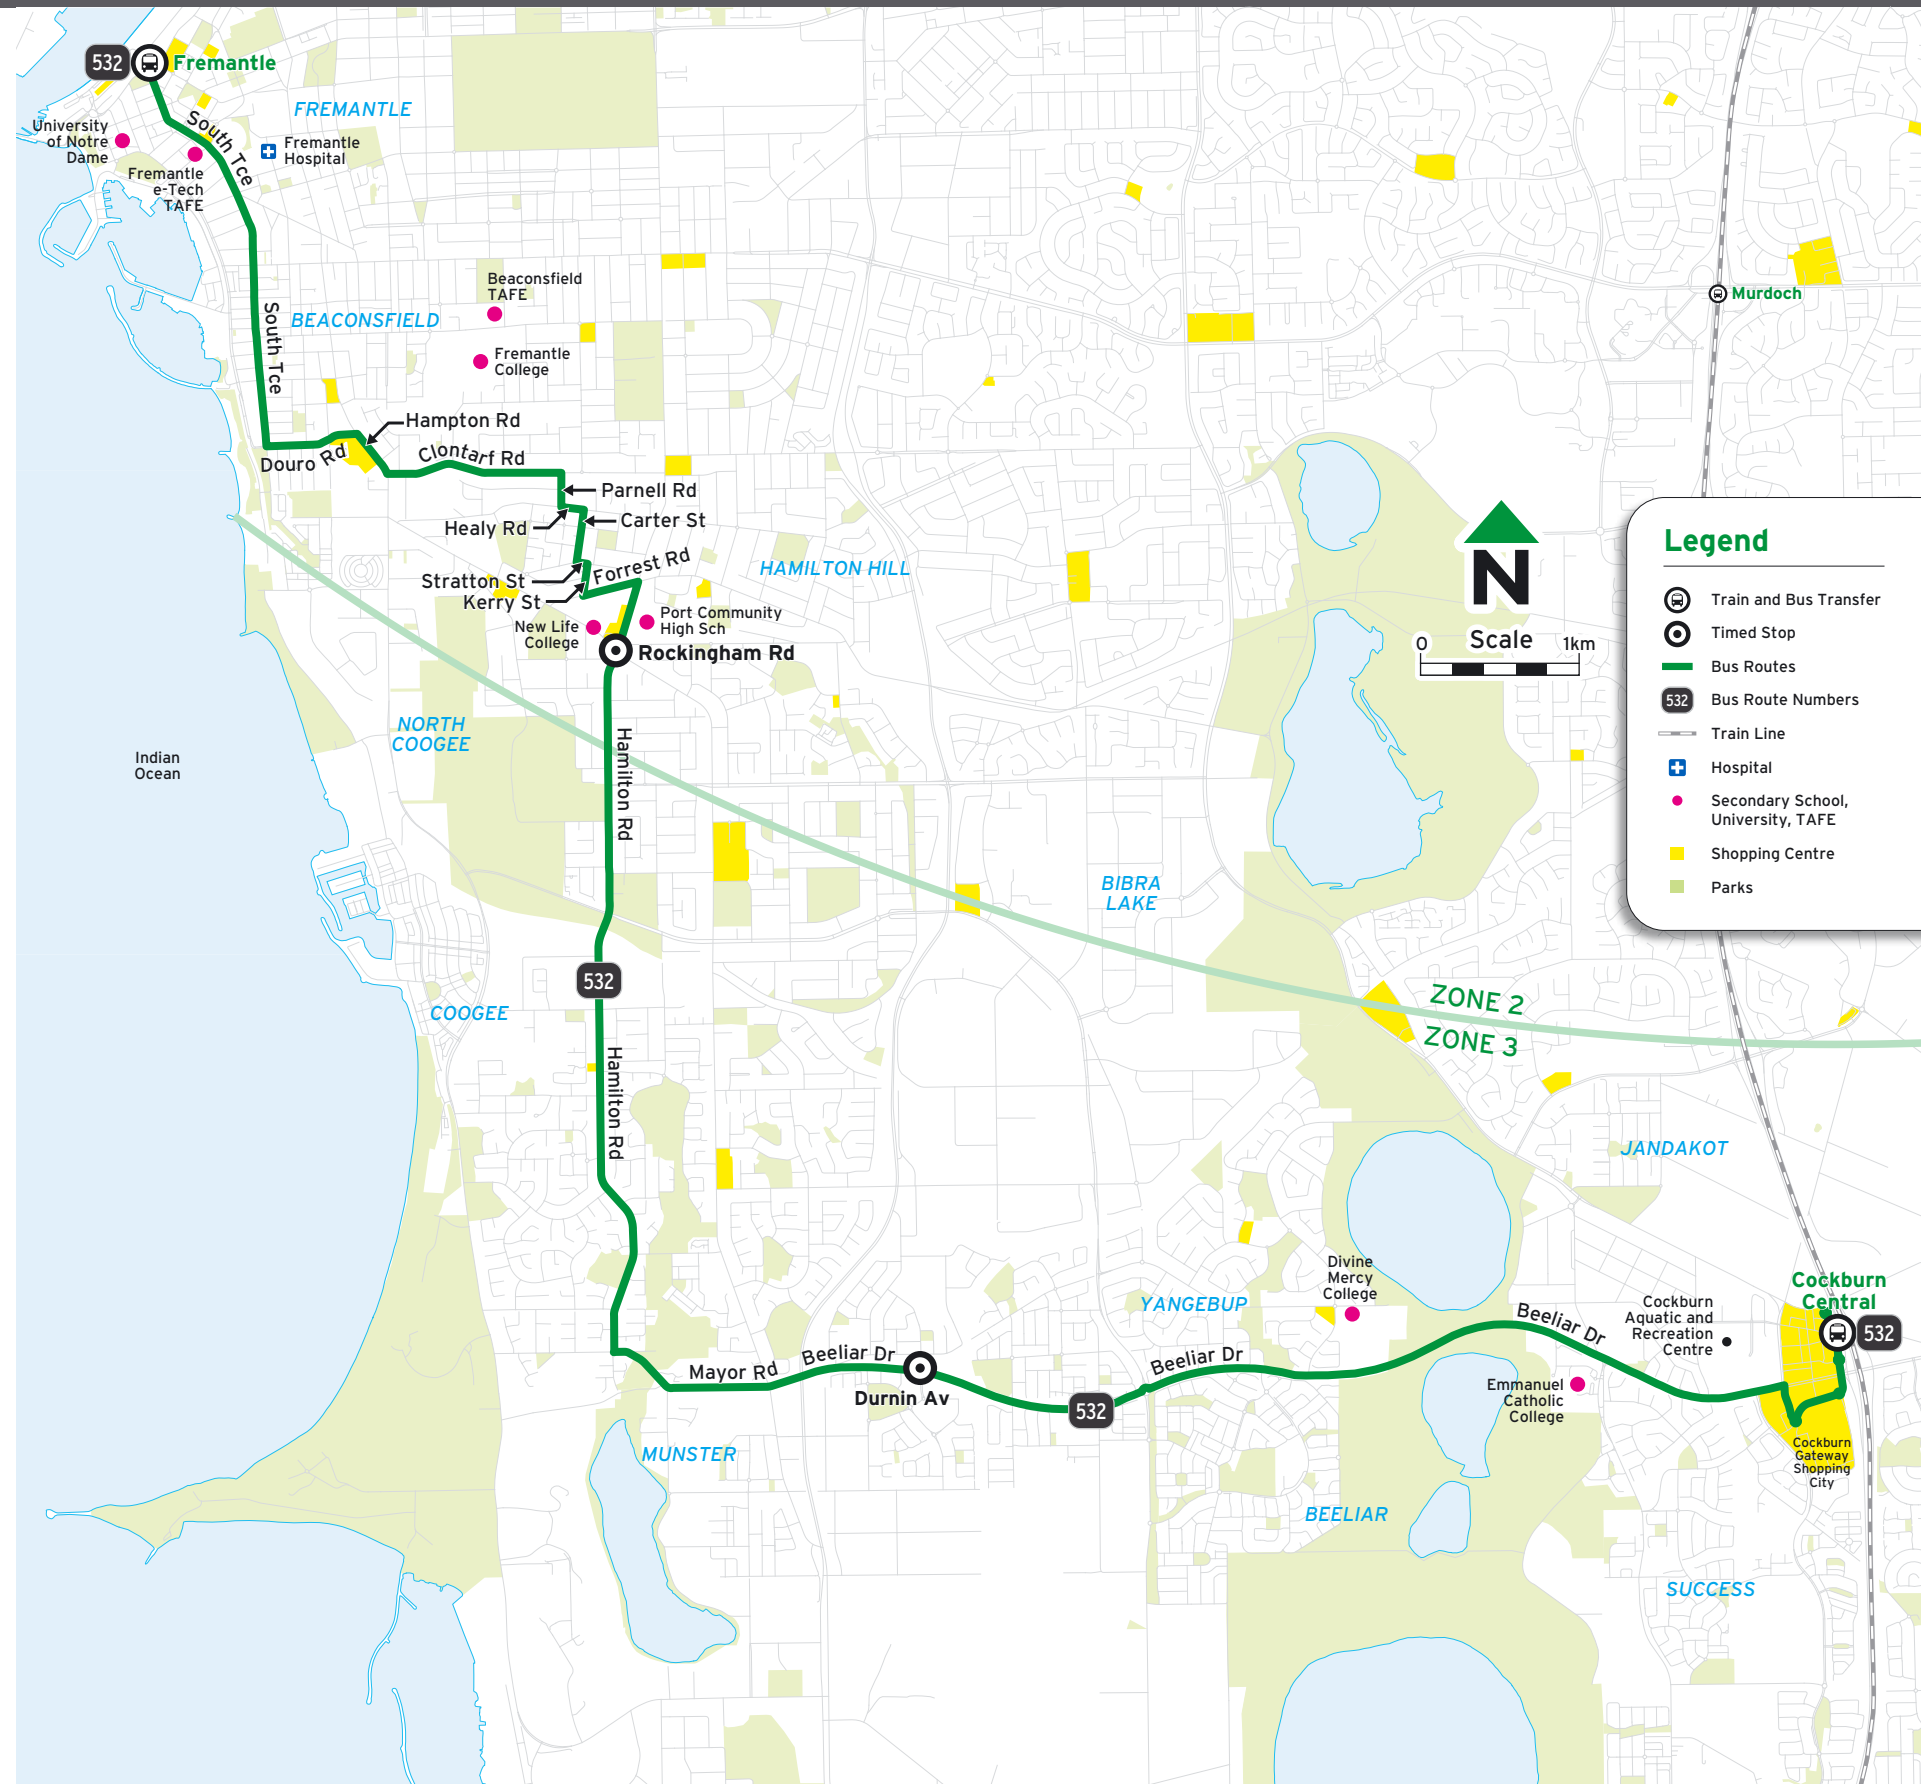 532
Fremantle
FREMANTLE
University
of Notre
Dame
South Tce
Fremantle
Hospital
Fremantle
e-Tech
TAFE
Beaconsfield
TAFE
South Tce
BEACONSFIELD
Murdoch
Fremantle
College
Hampton Rd
Douro Rd
Clontarf Rd
Parnell Rd
Healy Rd
Carter St
Stratton St
Forrest Rd
HAMILTON HILL
Kerry St
New Life
College
Port Community
High Sch
Rockingham Rd
N
0
Scale
1km
Legend
Train and Bus Transfer
Timed Stop
Bus Routes
532
Bus Route Numbers
Train Line
Hospital
Secondary School,
University, TAFE
Shopping Centre
Parks
NORTH
COOGEE
Indian
Ocean
Hamilton Rd
BIBRA
LAKE
532
COOGEE
ZONE 2
ZONE 3
Hamilton Rd
JANDAKOT
Divine
Mercy
College
YANGEBUP
Cockburn
Central
532
Cockburn
Aquatic and
Recreation
Centre
Beeliar Dr
Mayor Rd
Beeliar Dr
Durnin Av
532
Beeliar Dr
Emmanuel
Catholic
College
Cockburn
Gateway
Shopping
City
MUNSTER
BEELIAR
SUCCESS